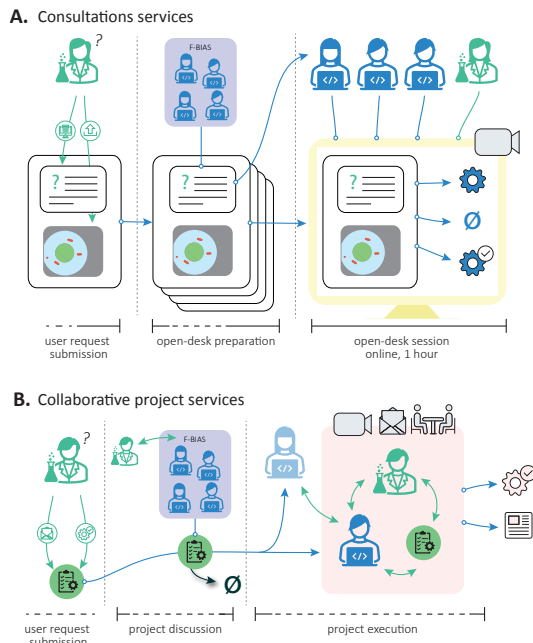 A. Consultations services
?
F-BIAS
</>
</>
</>
</>
</>
</>
</>
?
?
?
Ø
user request
submission
open-desk preparation
open-desk session
online, 1 hour
B. Collaborative project services
?
F-BIAS
</>
</>
</>
</>
</>
</>
Ø
user request
submission
project discussion
project execution